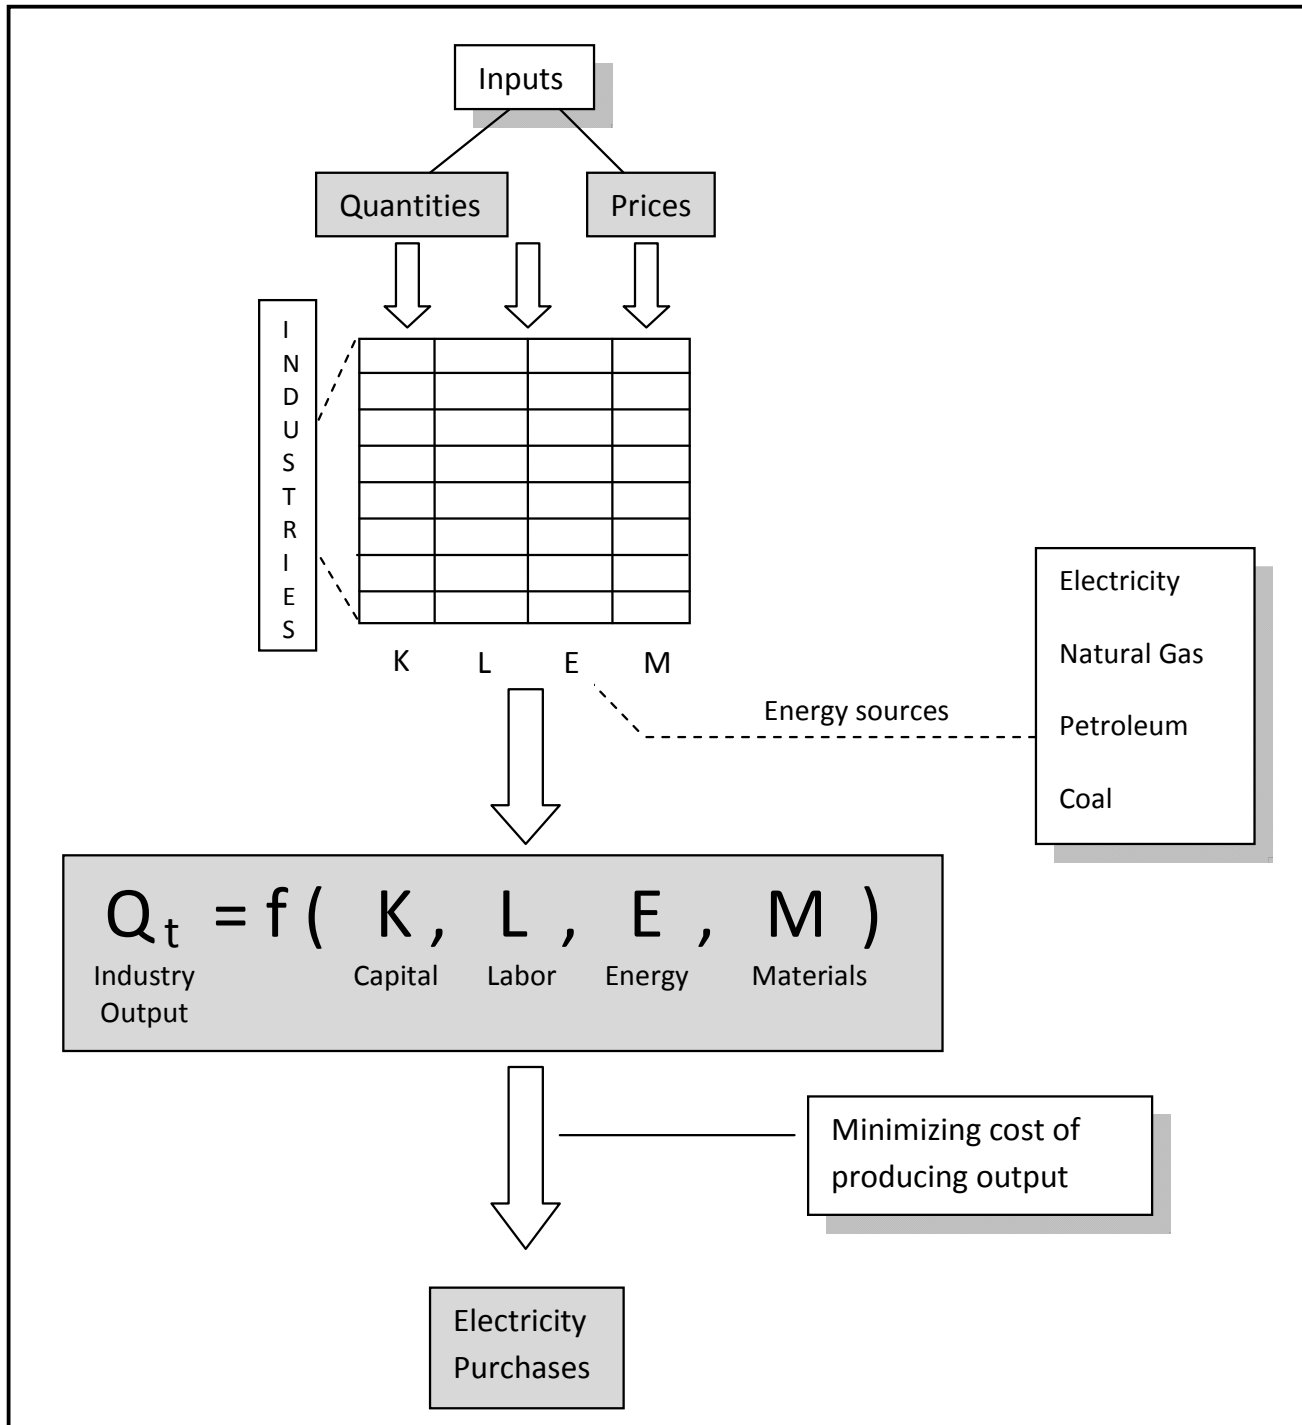 Inputs
Quantities
Prices
I
N
D
U
S
T
R
I
E
S
K L E M
Energy sources
Electricity
Natural Gas
Petroleum
Coal
Qt = f ( K, L, E, M )
Industry
Output
Capital
Labor
Energy
Materials
Minimizing cost of
producing output
Electricity
Purchases